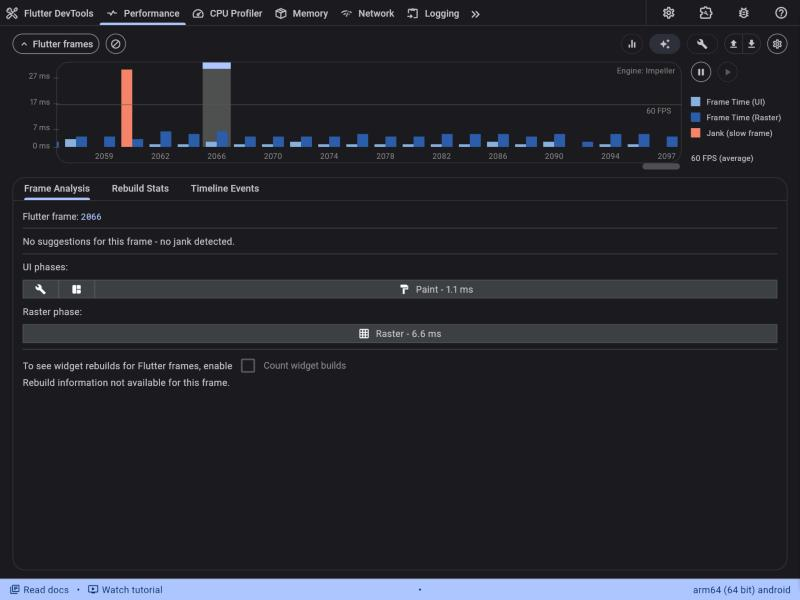 Flutter DevTools Performance CPU Profiler Memory Network Logging
Flutter frames
27 ms
17 ms
7 ms
0 ms
Engine: Impeller
60 FPS
2059 2062 2066 2070 2074 2078 2082 2086 2090 2094 2097
Frame Time (UI)
Frame Time (Raster)
Jank (slow frame)
60 FPS (average)
Frame Analysis Rebuild Stats Timeline Events
Flutter frame: 2066
No suggestions for this frame - no jank detected.
UI phases:
Paint - 1.1 ms
Raster phase:
Raster - 6.6 ms
To see widget rebuilds for Flutter frames, enable Count widget builds
Rebuild information not available for this frame.
Read docs • Watch tutorial • arm64 (64 bit) android